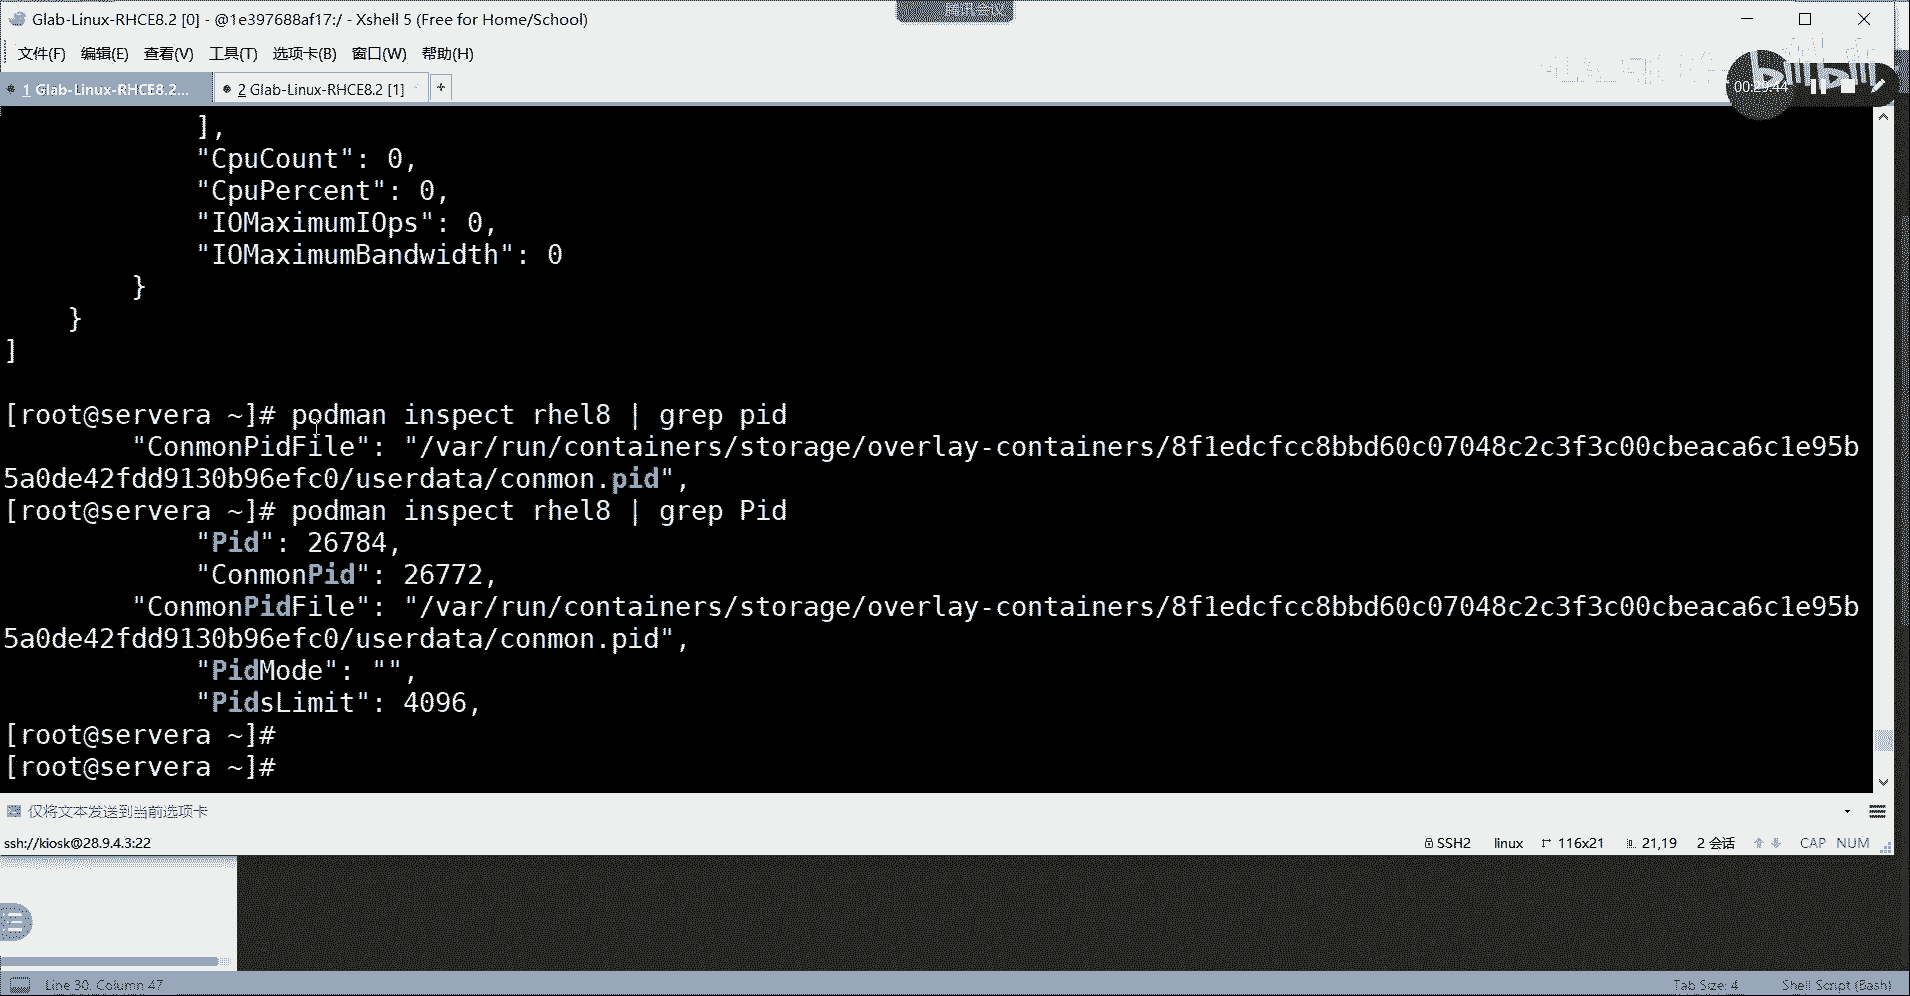 Glab-Linux-RHCE8.2 [0] - @1e397688af17:/ - Xshell 5 (Free for Home/School)
腾讯会议
文件(F) 编辑(E) 查看(V) 工具(T) 选项卡(B) 窗口(W) 帮助(H)
1 Glab-Linux-RHCE8.2... 2 Glab-Linux-RHCE8.2 [1] +
bilibili
00:29:44
],
"CpuCount": 0,
"CpuPercent": 0,
"IOMaximumIOps": 0,
"IOMaximumBandwidth": 0
}
}
]
[root@servera ~]# podman inspect rhel8 | grep pid
"ConmonPidFile": "/var/run/containers/storage/overlay-containers/8f1edcfcc8bbd60c07048c2c3f3c00cbeaca6c1e95b
5a0de42fdd9130b96efc0/userdata/conmon.pid",
[root@servera ~]# podman inspect rhel8 | grep Pid
"Pid": 26784,
"ConmonPid": 26772,
"ConmonPidFile": "/var/run/containers/storage/overlay-containers/8f1edcfcc8bbd60c07048c2c3f3c00cbeaca6c1e95b
5a0de42fdd9130b96efc0/userdata/conmon.pid",
"PidMode": "",
"PidsLimit": 4096,
[root@servera ~]#
[root@servera ~]#
仅将文本发送到当前选项卡
ssh://kiosk@28.9.4.3:22 SSH2 linux 116x21 21,19 2 会话 CAP NUM
Line 30, Column 47 Tab Size: 4 Shell Script (Bash)